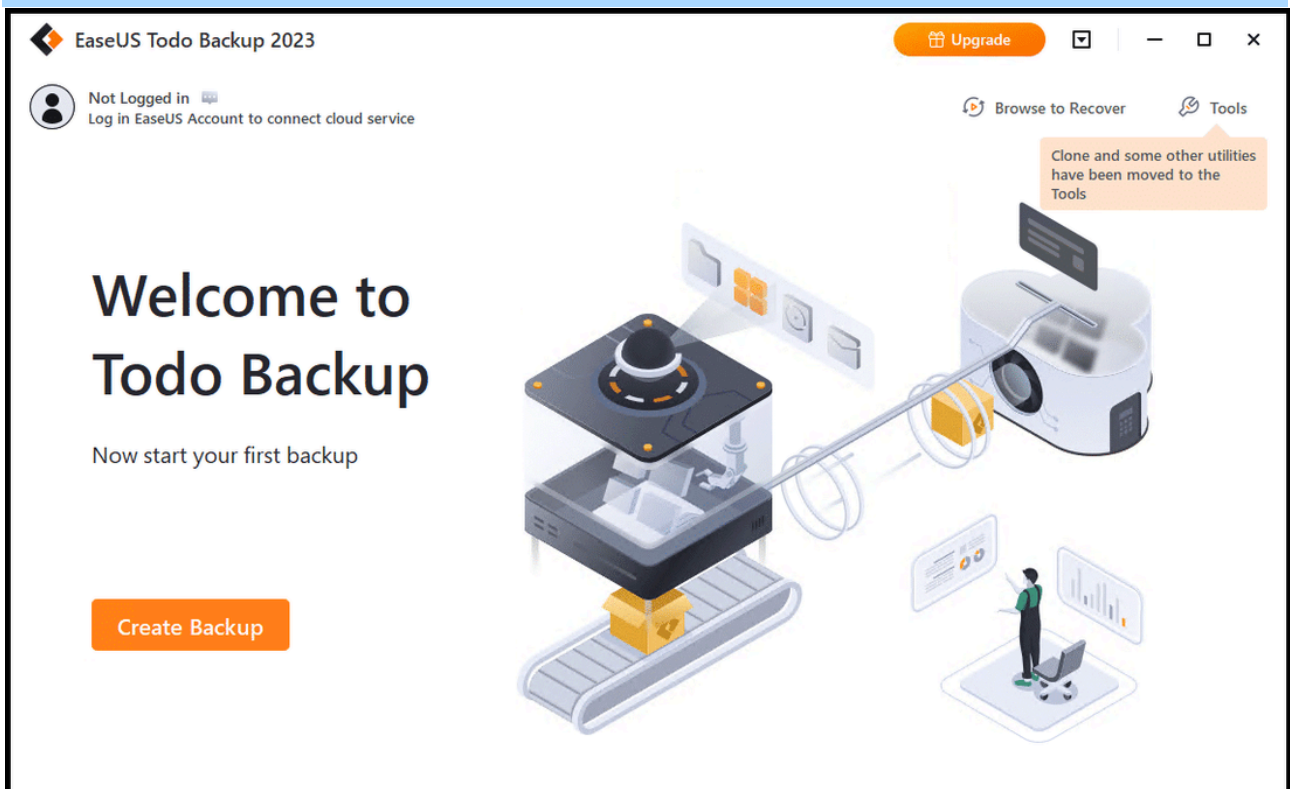 EaseUS Todo Backup 2023
Upgrade
Not Logged in
Log in EaseUS Account to connect cloud service
Browse to Recover
Tools
Clone and some other utilities
have been moved to the
Tools
Welcome to
Todo Backup
Now start your first backup
Create Backup